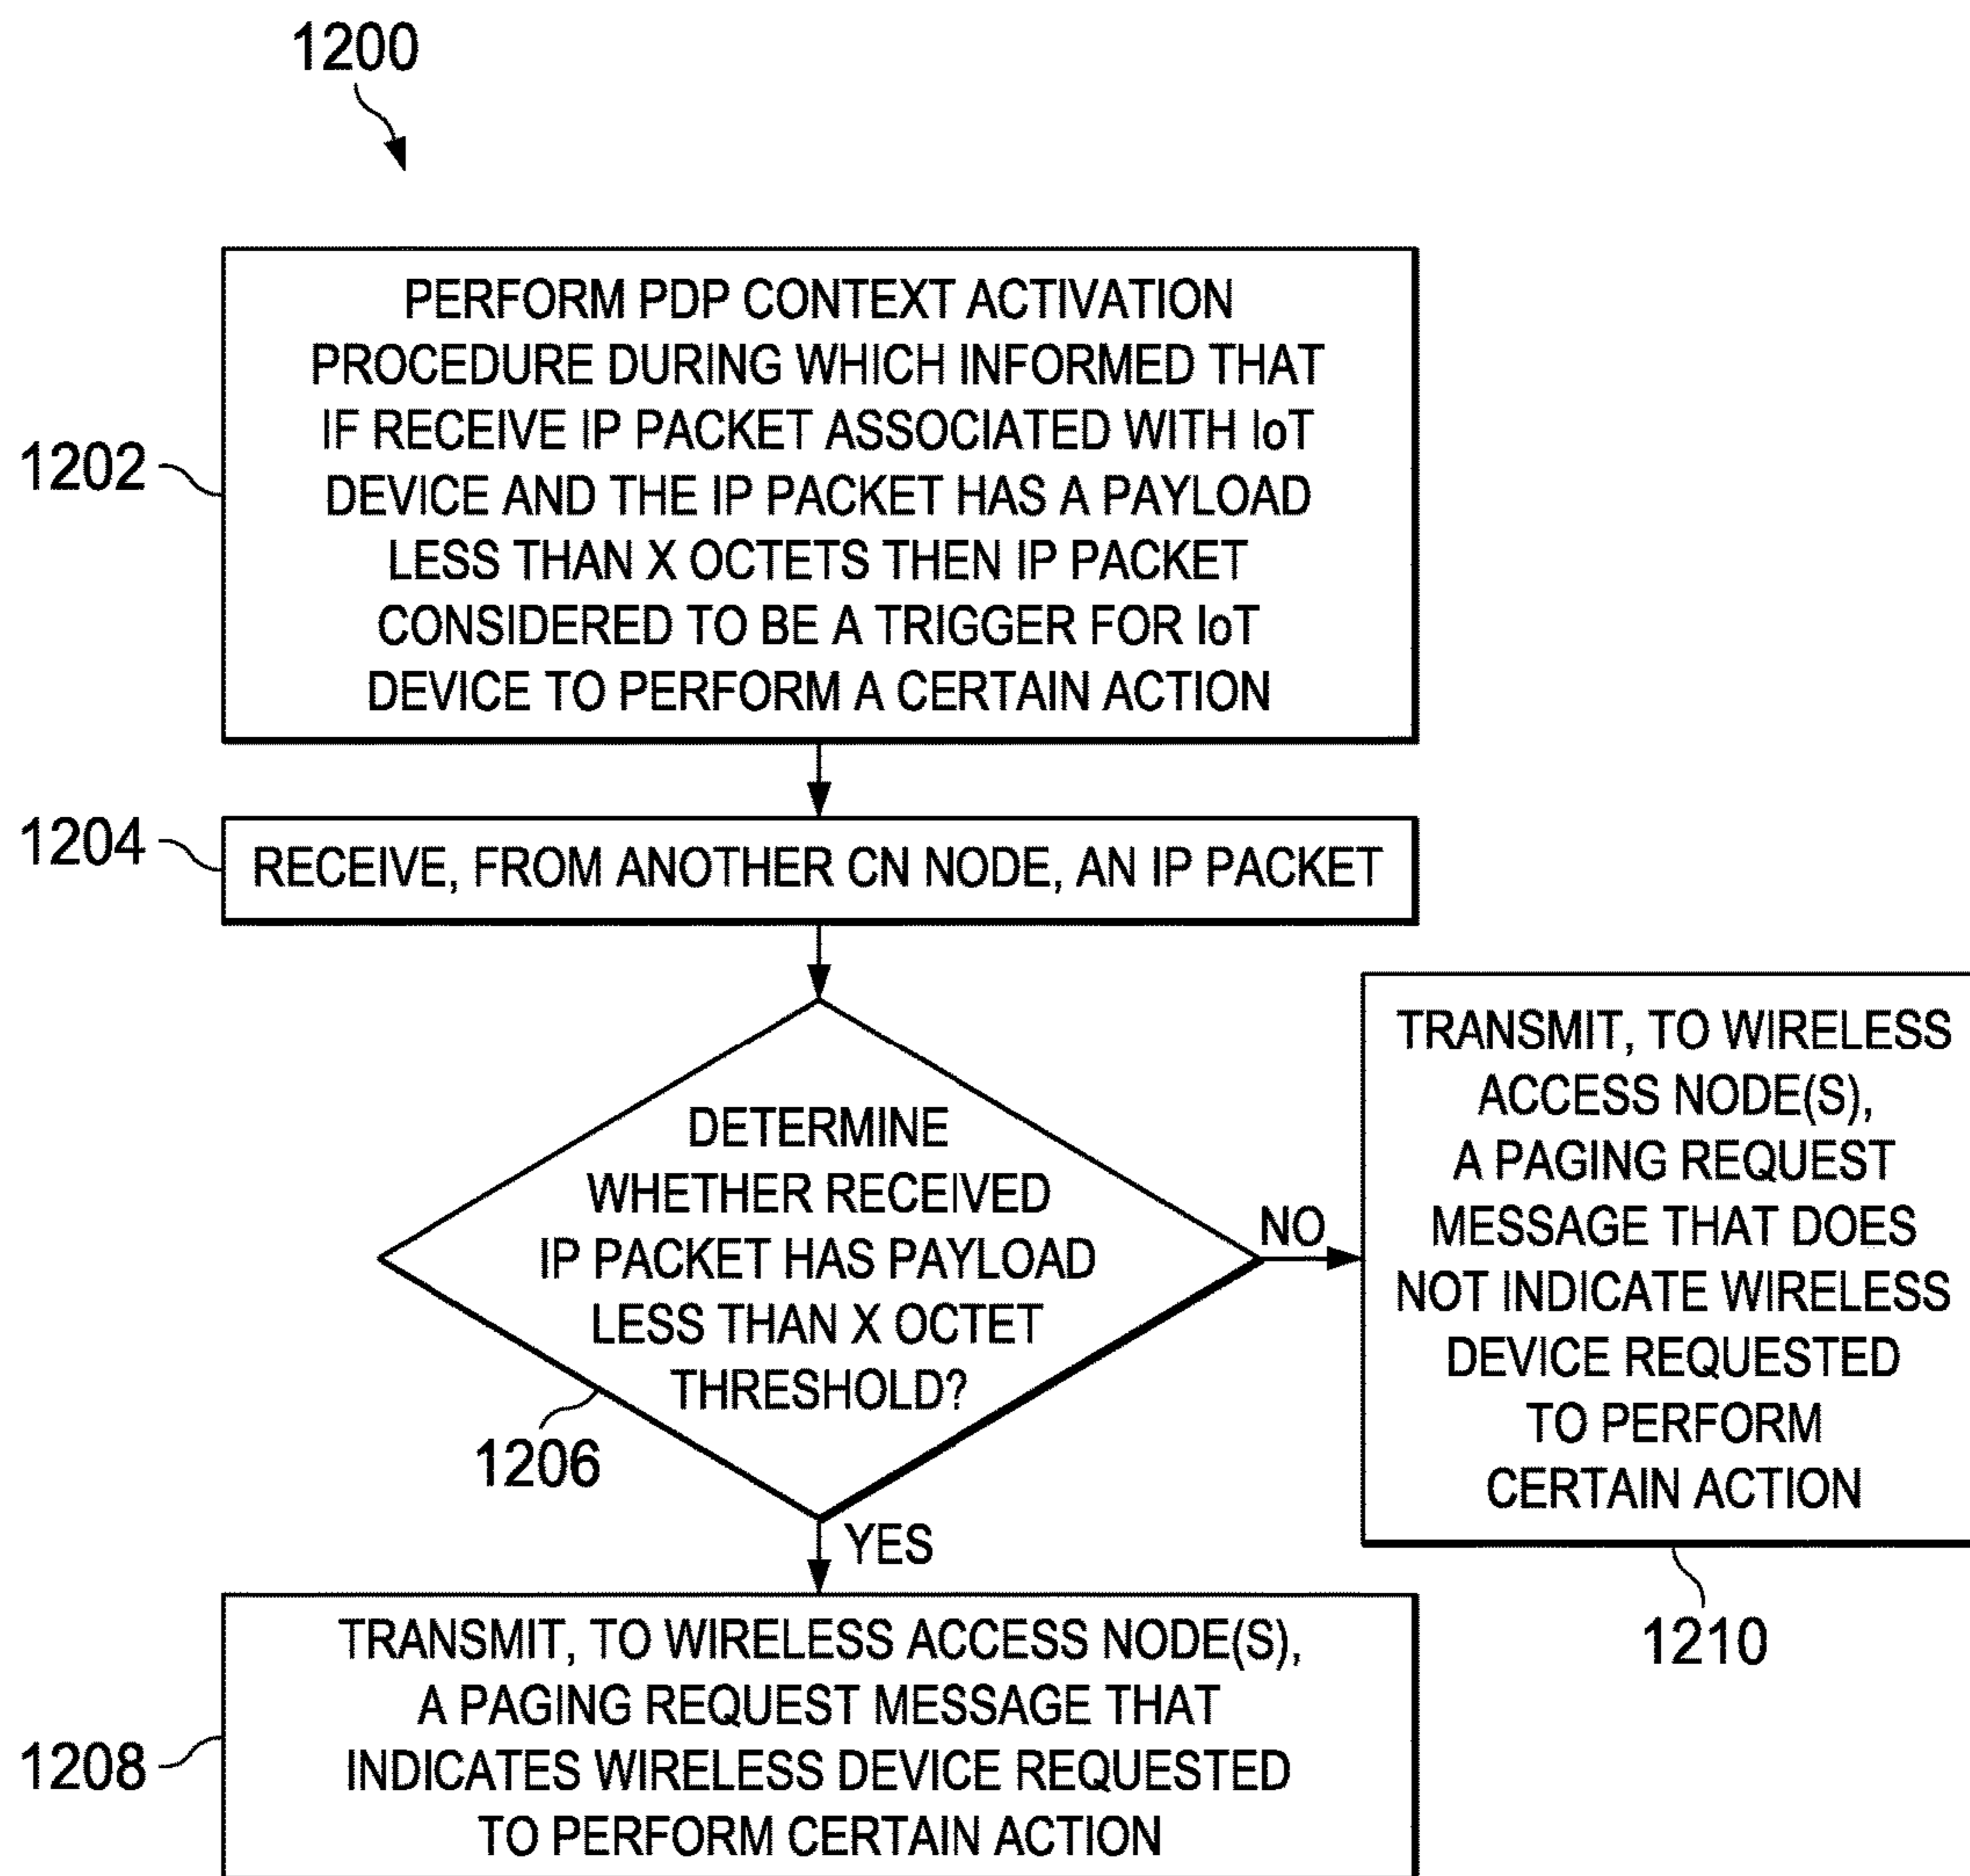 1200
PERFORM PDP CONTEXT ACTIVATION
PROCEDURE DURING WHICH INFORMED THAT
IF RECEIVE IP PACKET ASSOCIATED WITH IoT
DEVICE AND THE IP PACKET HAS A PAYLOAD
LESS THAN X OCTETS THEN IP PACKET
CONSIDERED TO BE A TRIGGER FOR IoT
DEVICE TO PERFORM A CERTAIN ACTION
1202
1204
RECEIVE, FROM ANOTHER CN NODE, AN IP PACKET
DETERMINE
WHETHER RECEIVED
IP PACKET HAS PAYLOAD
LESS THAN X OCTET
THRESHOLD?
1206
NO
TRANSMIT, TO WIRELESS
ACCESS NODE(S),
A PAGING REQUEST
MESSAGE THAT DOES
NOT INDICATE WIRELESS
DEVICE REQUESTED
TO PERFORM
CERTAIN ACTION
1210
YES
TRANSMIT, TO WIRELESS ACCESS NODE(S),
A PAGING REQUEST MESSAGE THAT
INDICATES WIRELESS DEVICE REQUESTED
TO PERFORM CERTAIN ACTION
1208